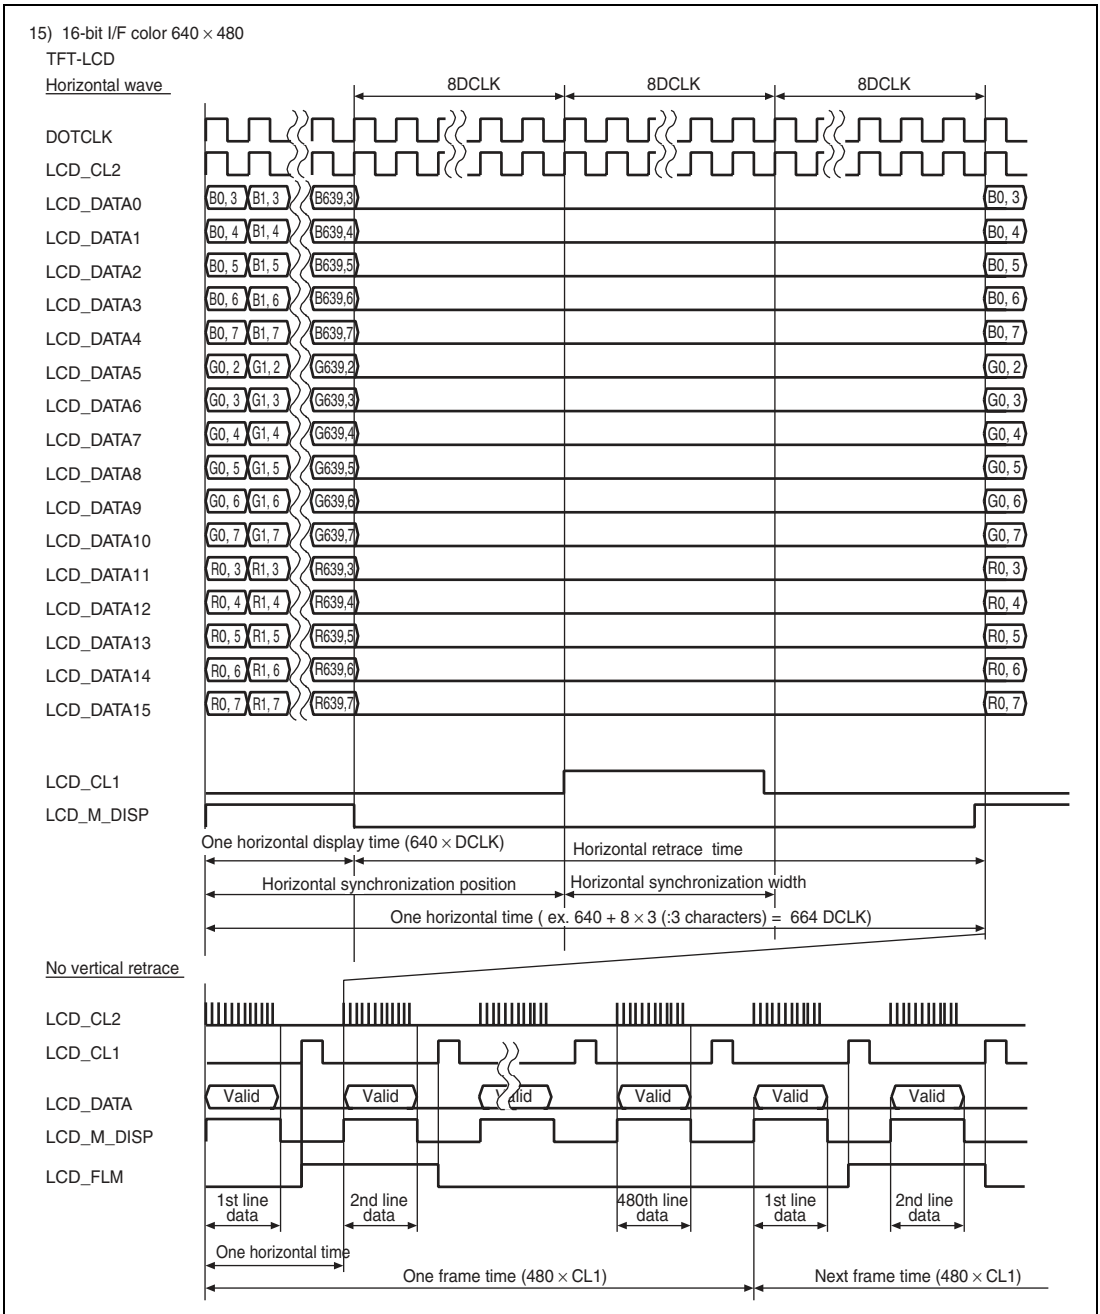 15) 16-bit I/F color 640 × 480
TFT-LCD
Horizontal wave
8DCLK 8DCLK 8DCLK
DOTCLK
LCD_CL2
LCD_DATA0 B0, 3 B1, 3 B639,3 B0, 3
LCD_DATA1 B0, 4 B1, 4 B639,4 B0, 4
LCD_DATA2 B0, 5 B1, 5 B639,5 B0, 5
LCD_DATA3 B0, 6 B1, 6 B639,6 B0, 6
LCD_DATA4 B0, 7 B1, 7 B639,7 B0, 7
LCD_DATA5 G0, 2 G1, 2 G639,2 G0, 2
LCD_DATA6 G0, 3 G1, 3 G639,3 G0, 3
LCD_DATA7 G0, 4 G1, 4 G639,4 G0, 4
LCD_DATA8 G0, 5 G1, 5 G639,5 G0, 5
LCD_DATA9 G0, 6 G1, 6 G639,6 G0, 6
LCD_DATA10 G0, 7 G1, 7 G639,7 G0, 7
LCD_DATA11 R0, 3 R1, 3 R639,3 R0, 3
LCD_DATA12 R0, 4 R1, 4 R639,4 R0, 4
LCD_DATA13 R0, 5 R1, 5 R639,5 R0, 5
LCD_DATA14 R0, 6 R1, 6 R639,6 R0, 6
LCD_DATA15 R0, 7 R1, 7 R639,7 R0, 7
LCD_CL1
LCD_M_DISP
One horizontal display time (640 × DCLK)
Horizontal retrace time
Horizontal synchronization position Horizontal synchronization width
One horizontal time ( ex. 640 + 8 × 3 (:3 characters) = 664 DCLK)
No vertical retrace
LCD_CL2
LCD_CL1
LCD_DATA Valid Valid Valid Valid Valid Valid
LCD_M_DISP
LCD_FLM
1st line data 2nd line data 480th line data 1st line data 2nd line data
One horizontal time
One frame time (480 × CL1) Next frame time (480 × CL1)